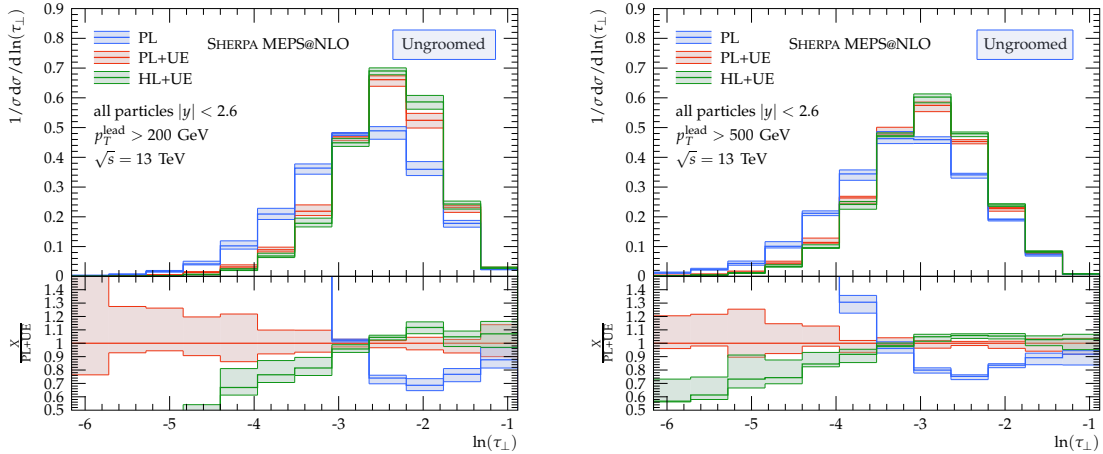 PL
PL+UE
HL+UE
SHERPA MEPS@NLO
Ungroomed
all particles |y| < 2.6
p_T^lead > 200 GeV
√s = 13 TeV
0
0.1
0.2
0.3
0.4
0.5
0.6
0.7
0.8
0.9
1/σ dσ/d ln(τ⊥)
-6 -5 -4 -3 -2 -1
0.5
0.6
0.7
0.8
0.9
1
1.1
1.2
1.3
1.4
ln(τ⊥)
X
PL+UE
PL
PL+UE
HL+UE
SHERPA MEPS@NLO
Ungroomed
all particles |y| < 2.6
p_T^lead > 500 GeV
√s = 13 TeV
0
0.1
0.2
0.3
0.4
0.5
0.6
0.7
0.8
0.9
1/σ dσ/d ln(τ⊥)
-6 -5 -4 -3 -2 -1
0.5
0.6
0.7
0.8
0.9
1
1.1
1.2
1.3
1.4
ln(τ⊥)
X
PL+UE